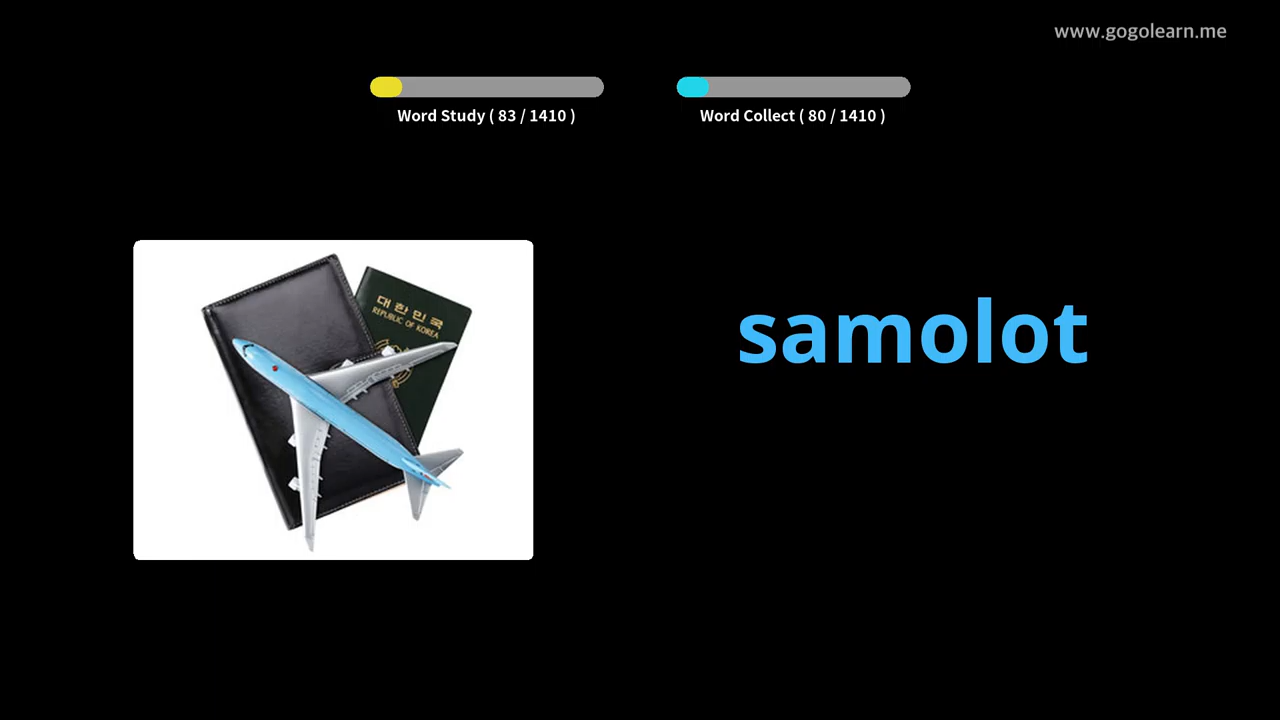 www.gogolearn.me
Word Study ( 83 / 1410 )
Word Collect ( 80 / 1410 )
대한민국
REPUBLIC OF KOREA
samolot